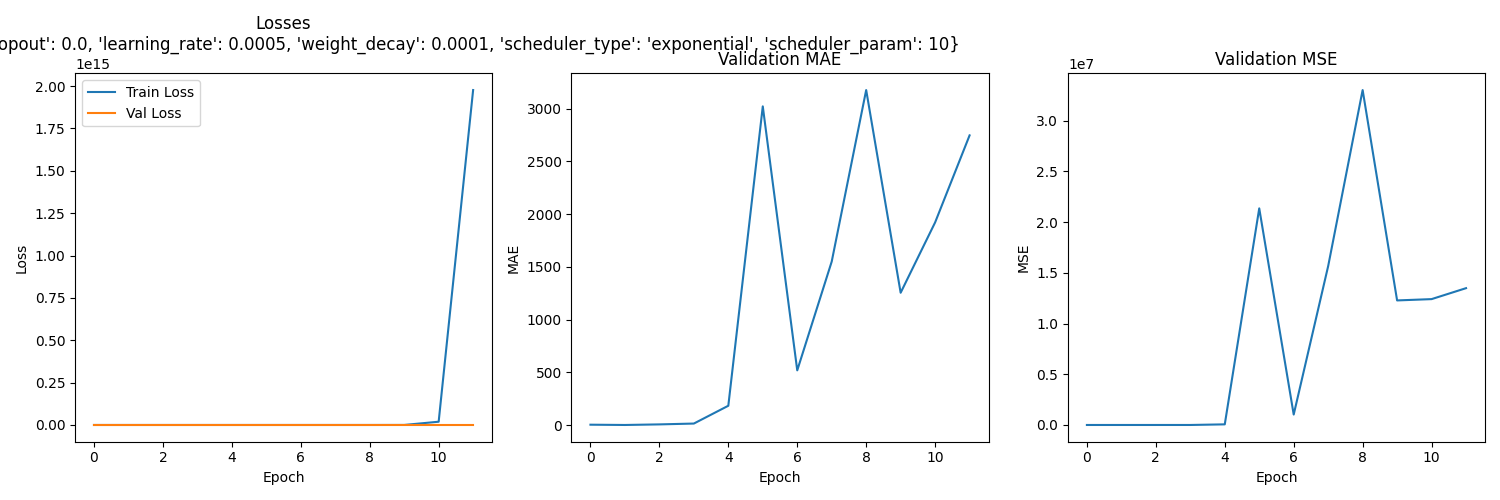 Losses
opout': 0.0, 'learning_rate': 0.0005, 'weight_decay': 0.0001, 'scheduler_type': 'exponential', 'scheduler_param': 10}
1e15
2.00
1.75
1.50
1.25
1.00
0.75
0.50
0.25
0.00
Loss
Train Loss
Val Loss
0 2 4 6 8 10
Epoch
Validation MAE
3000
2500
2000
1500
1000
500
0
MAE
0 2 4 6 8 10
Epoch
Validation MSE
1e7
3.0
2.5
2.0
1.5
1.0
0.5
0.0
MSE
0 2 4 6 8 10
Epoch